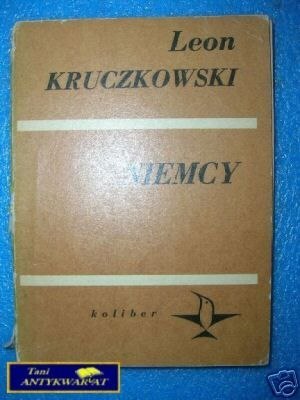 Leon
KRUCZKOWSKI
NIEMCY
koliber
Tani
ANTYKWARIAT